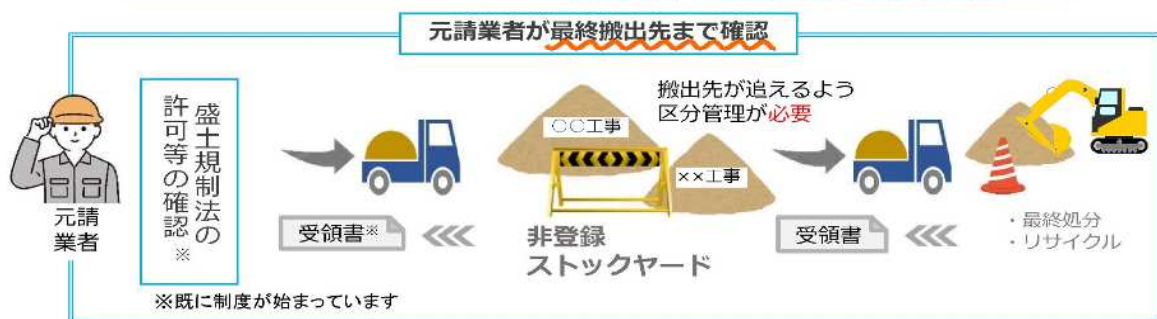 元請業者が最終搬出先まで確認
盛土規制法の
許可等の確認※
元請
業者
搬出先が追えるよう
区分管理が必要
○○工事
××工事
受領書※
非登録
ストックヤード
受領書
・最終処分
・リサイクル
※既に制度が始まっています